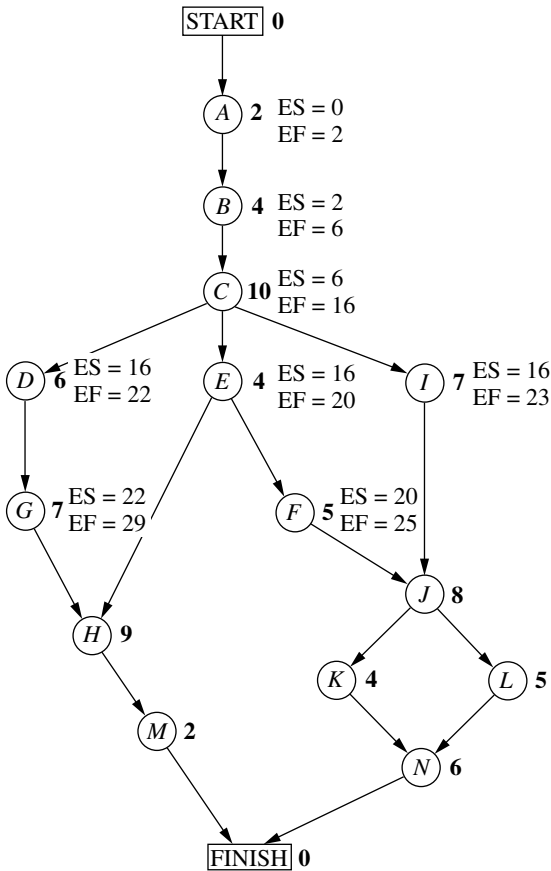 START 0
A 2 ES = 0
EF = 2
B 4 ES = 2
EF = 6
C 10 ES = 6
EF = 16
D 6 ES = 16
EF = 22
E 4 ES = 16
EF = 20
I 7 ES = 16
EF = 23
G 7 ES = 22
EF = 29
F 5 ES = 20
EF = 25
J 8
H 9
K 4
L 5
M 2
N 6
FINISH 0